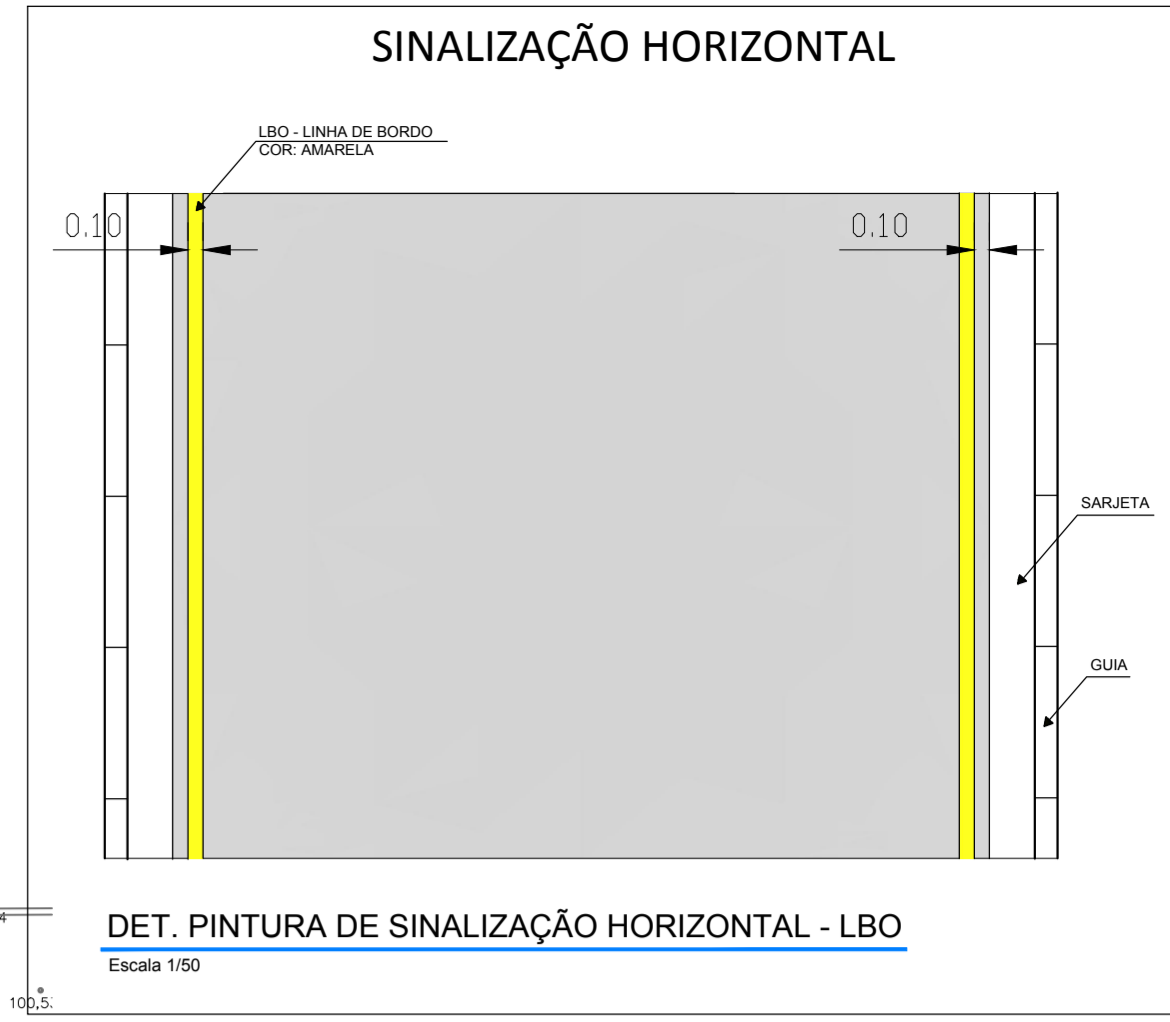 SINALIZAÇÃO HORIZONTAL
LBO - LINHA DE BORDO
COR: AMARELA
0.10
0.10
SARJETA
GUIA
DET. PINTURA DE SINALIZAÇÃO HORIZONTAL - LBO
Escala 1/50